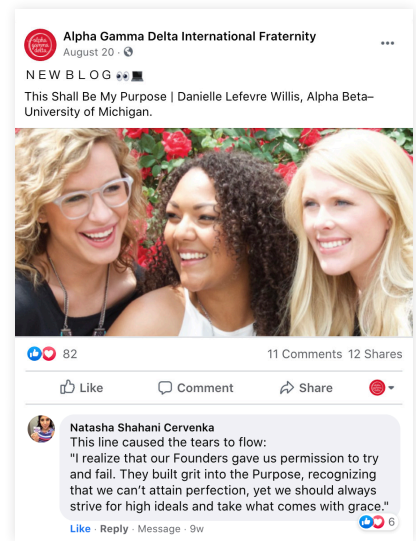 alpha
gamma
delta
Alpha Gamma Delta International Fraternity
August 20 ·
N E W B L O G
This Shall Be My Purpose | Danielle Lefevre Willis, Alpha Beta–
University of Michigan.
82
11 Comments 12 Shares
Like Comment Share
Natasha Shahani Cervenka
This line caused the tears to flow:
"I realize that our Founders gave us permission to try
and fail. They built grit into the Purpose, recognizing
that we can't attain perfection, yet we should always
strive for high ideals and take what comes with grace."
6
Like · Reply · Message · 9w